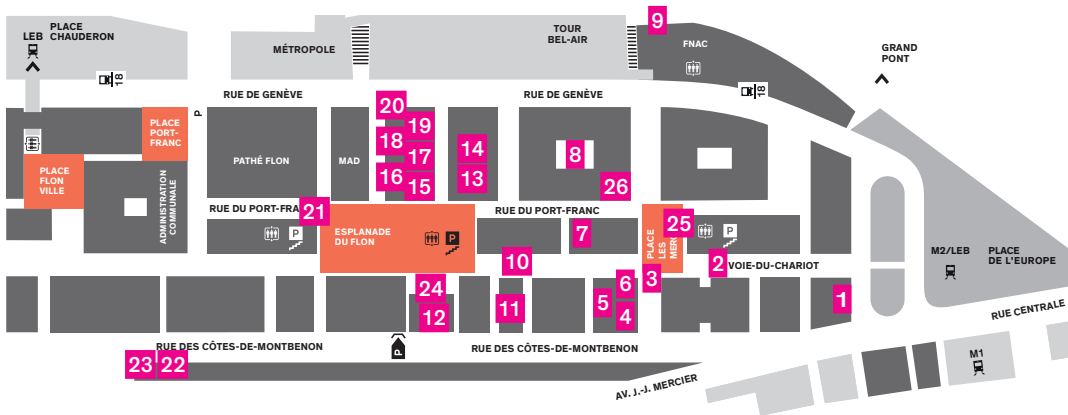 PLACE
CHAUDERON
LEB
MÉTROPOLE
TOUR
BEL-AIR
9
FNAC
GRAND
PONT
18
18
RUE DE GENÈVE
RUE DE GENÈVE
P
PLACE
PORT-
FRANC
PLACE
FLON
VILLE
ADMINISTRATION
COMMUNALE
PATHÉ FLON
MAD
20
19
18
17
16
15
14
13
8
26
RUE DU PORT-FRA
21
RUE DU PORT-FRANC
ESPLANADE
DU FLON
P
P
7
25
PLACE
LES
P
10
2
VOIE-DU-CHARIOT
M2/LEB
PLACE
DE L'EUROPE
3
24
12
11
6
5
4
1
RUE CENTRALE
RUE DES CÔTES-DE-MONTBENON
P
RUE DES CÔTES-DE-MONTBENON
23
22
M1
AV. J.-J. MERCIER